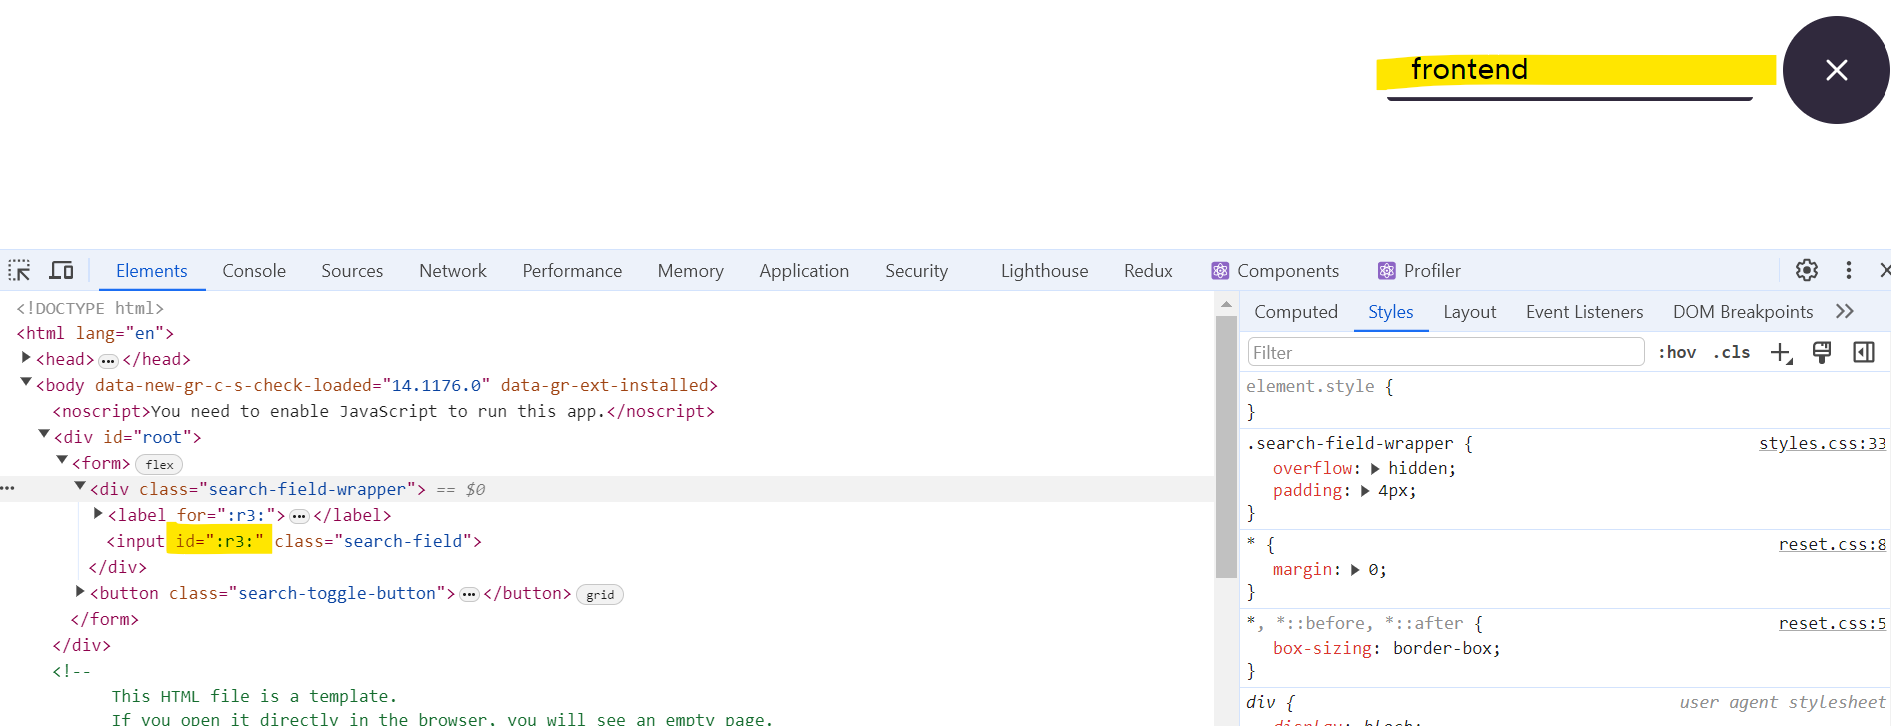 frontend
Elements Console Sources Network Performance Memory Application Security Lighthouse Redux Components Profiler
<!DOCTYPE html>
<html lang="en">
<head> ••• </head>
<body data-new-gr-c-s-check-loaded="14.1176.0" data-gr-ext-installed>
<noscript>You need to enable JavaScript to run this app.</noscript>
<div id="root">
<form> flex
••• <div class="search-field-wrapper"> == $0
<label for=":r3:"> ••• </label>
<input id=":r3:" class="search-field">
</div>
<button class="search-toggle-button"> ••• </button> grid
</form>
</div>
<!--
This HTML file is a template.
If you open it directly in the browser, you will see an empty page.
Computed Styles Layout Event Listeners DOM Breakpoints
Filter :hov .cls
element.style {
}
.search-field-wrapper { styles.css:33
overflow: hidden;
padding: 4px;
}
* { reset.css:8
margin: 0;
}
*, *::before, *::after { reset.css:5
box-sizing: border-box;
}
div { user agent stylesheet
display: block;